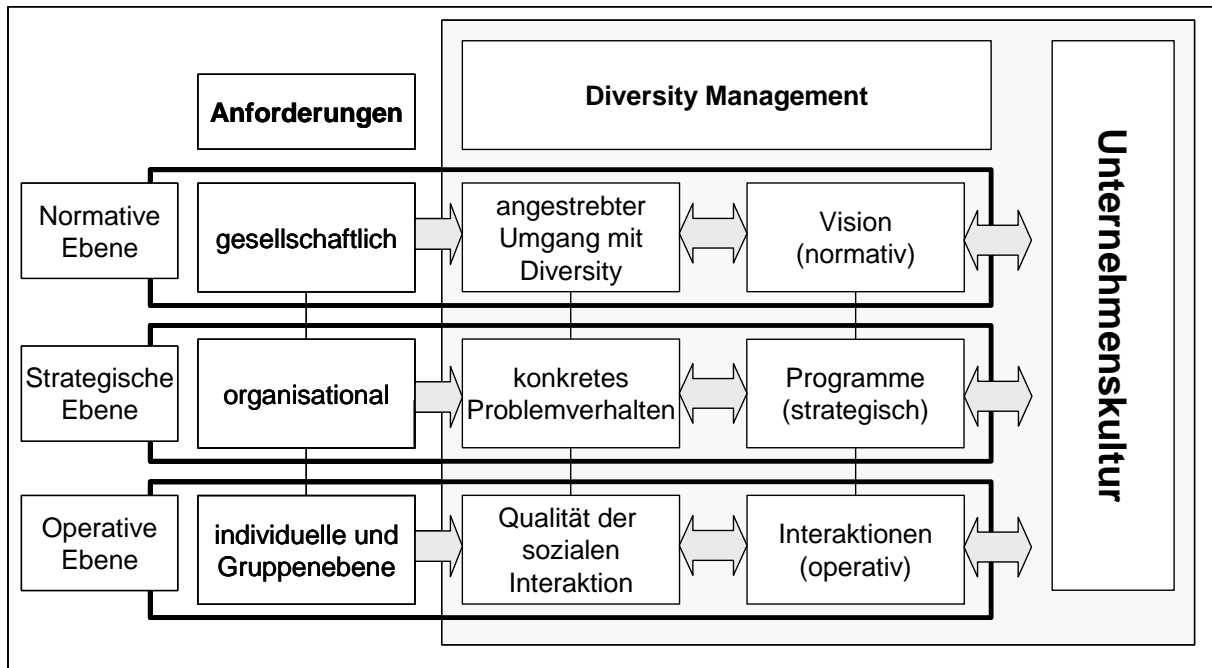 Anforderungen
Diversity Management
Unternehmenskultur
Normative
Ebene
gesellschaftlich
angestrebter
Umgang mit
Diversity
Vision
(normativ)
Strategische
Ebene
organisational
konkretes
Problemverhalten
Programme
(strategisch)
Operative
Ebene
individuelle und
Gruppenebene
Qualität der
sozialen
Interaktion
Interaktionen
(operativ)